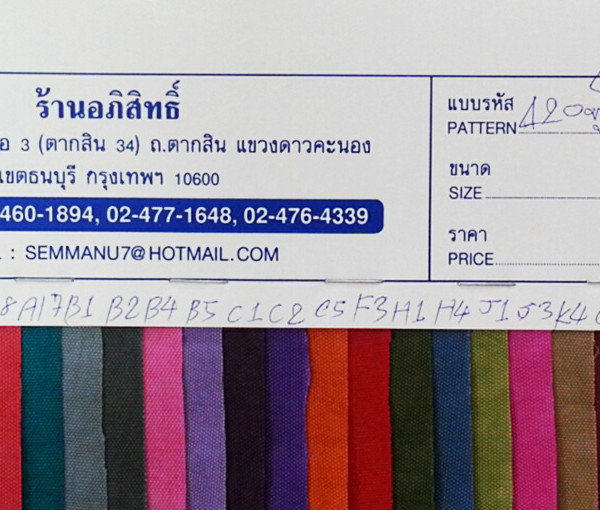 ร้านอภิสิทธิ์
3 (ตากสิน 34) ถ.ตากสิน แขวงดาวคะนอง
เขตธนบุรี กรุงเทพฯ 10600
460-1894, 02-477-1648, 02-476-4339
: SEMMANU7@HOTMAIL.COM
แบบรหัส
PATTERN 420
ขนาด
SIZE
ราคา
PRICE
8 A17 B1 B2 B4 B5 C1 C2 C5 F3 H1 H4 J1 J3 K4